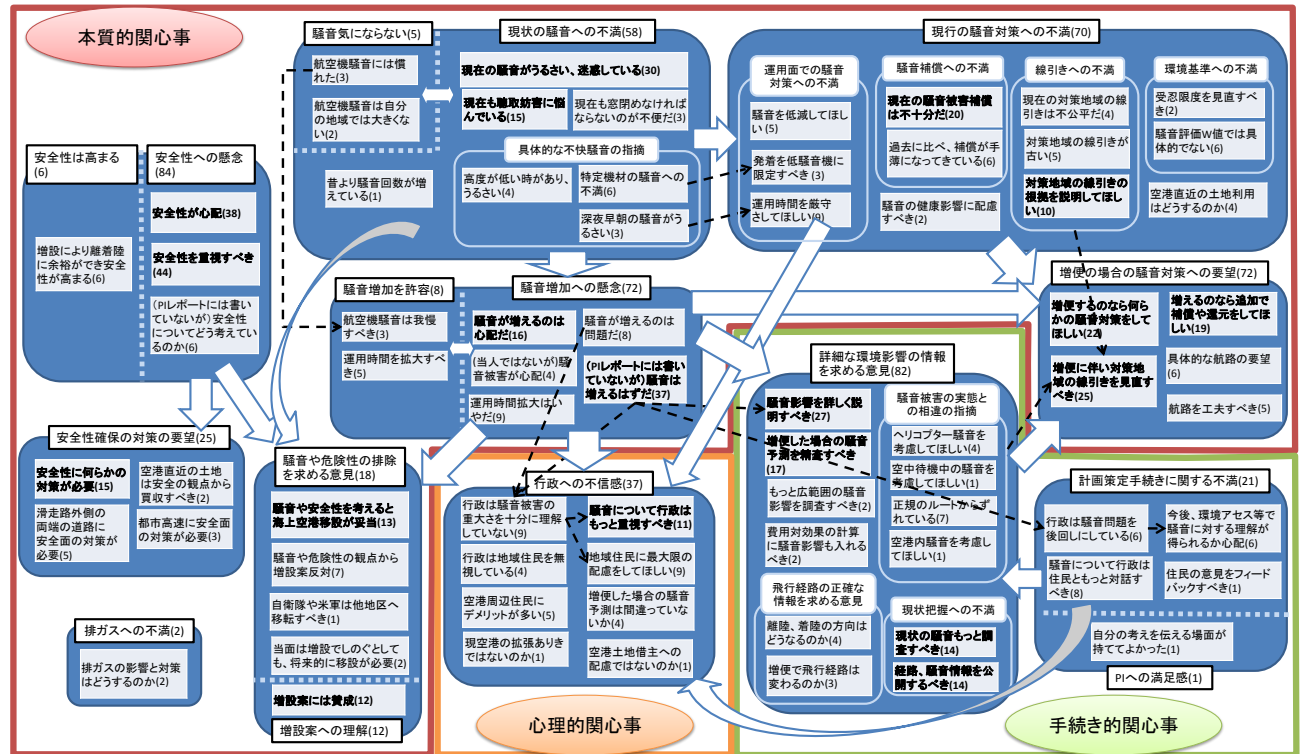 本質的関心事
騒音気にならない(5)
航空機騒音には慣
れた(3)
航空機騒音は自分
の地域では大きくな
い(2)
現状の騒音への不満(58)
現在の騒音がうるさい、迷惑している(30)
現在も聴取妨害に悩
んでいる(15)
現在も窓閉めなければ
ならないのが不便だ(3)
昔より騒音回数が増
えている(1)
具体的な不快騒音の指摘
高度が低い時があり、
うるさい(4)
特定機材の騒音への
不満(6)
深夜早朝の騒音がう
るさい(3)
現行の騒音対策への不満(70)
運用面での騒音
対策への不満
騒音を低減してほしい
(5)
発着を低騒音機に
限定すべき(3)
運用時間を厳守
さしてほしい(9)
騒音補償への不満
現在の騒音被害補償
は不十分だ(20)
過去に比べ、補償が手
薄になってきている(6)
騒音の健康影響に配慮
すべき(2)
線引きへの不満
現在の対策地域の線
引きは不公平だ(4)
対策地域の線引きが
古い(5)
対策地域の線引きの
根拠を説明してほし
い(10)
環境基準への不満
受忍限度を見直すべ
き(2)
騒音評価W値では具
体的でない(6)
空港直近の土地利用
はどうするのか(4)
安全性は高まる
(6)
増設により離着陸
に余裕ができ安全
性が高まる(6)
安全性への懸念
(84)
安全性が心配(38)
安全性を重視すべき
(44)
（PIレポートには書い
ていないが）安全性
についてどう考えてい
るのか(6)
騒音増加を許容(8)
航空機騒音は我慢
すべき(3)
運用時間を拡大すべ
き(5)
騒音増加への懸念(72)
騒音が増えるのは
心配だ(16)
（当人ではないが）騒
音被害が心配(4)
運用時間拡大はい
やだ(9)
騒音が増えるのは
問題だ(8)
（PIレポートには書
いていないが）騒音は
増えるはずだ(37)
増便の場合の騒音対策への要望(72)
増便するのなら何ら
かの騒音対策をして
ほしい(22)
増えるのなら追加で
補償や還元をしてほ
しい(19)
増便に伴い対策地
域の線引きを見直す
べき(25)
具体的な航路の要望
(6)
航路を工夫すべき(5)
安全性確保の対策の要望(25)
安全性に何らかの
対策が必要(15)
滑走路外側の
両端の道路に
安全面の対策が
必要(5)
空港直近の土地
は安全の観点から
買収すべき(2)
都市高速に安全面
の対策が必要(3)
騒音や危険性の排除
を求める意見(18)
騒音や安全性を考えると
海上空港移設が妥当(13)
騒音や危険性の観点から
増設案反対(7)
自衛隊や米軍は他地区へ
移転すべき(1)
当面は増設でしのぐとして
も、将来的に移設が必要(2)
増設案には賛成(12)
増設案への理解(12)
排ガスへの不満(2)
排ガスの影響と対策
はどうするのか(2)
行政への不信感(37)
行政は騒音被害の
重大さを十分に理解
していない(9)
行政は地域住民を無
視している(4)
空港周辺住民に
デメリットが多い(5)
現空港の拡張ありき
ではないのか(1)
騒音について行政は
もっと重視すべき(11)
地域住民に最大限の
配慮をしてほしい(9)
増便した場合の騒音
予測は間違っていな
いか(4)
空港土地借主への
配慮ではないのか(1)
心理的関心事
詳細な環境影響の情報
を求める意見(82)
騒音影響を詳しく説
明すべき(27)
増便した場合の騒音
予測を精査すべき
(17)
もっと広範囲の騒音
影響を調査すべき(2)
費用対効果の計算
に騒音影響も入れる
べき(2)
騒音被害の実態と
の相違の指摘
ヘリコプター騒音を
考慮してほしい(4)
空中待機中の騒音を
考慮してほしい(1)
正規のルートからず
れている(7)
空港内騒音を考慮し
てほしい(1)
飛行経路の正確な
情報を求める意見
離陸、着陸の方向は
どうなるのか(4)
増便で飛行経路は
変わるのか(3)
現状把握への不満
現状の騒音もっと調
査すべき(14)
経路、騒音情報を公
開するべき(14)
計画策定手続きに関する不満(21)
行政は騒音問題を
後回しにしている
(6)
今後、環境アセス等で
騒音に対する理解が
得られるか心配(6)
騒音について行政は
住民ともっと対話す
べき(8)
住民の意見をフィード
バックすべき(1)
自分の考えを伝える場面が
持ててよかった(1)
PIへの満足感(1)
手続き的関心事